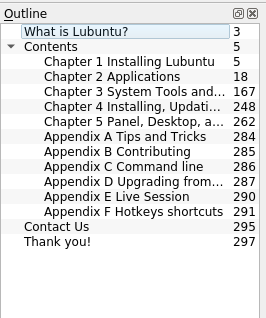 Outline
What is Lubuntu? 3
Contents 5
Chapter 1 Installing Lubuntu 5
Chapter 2 Applications 18
Chapter 3 System Tools and... 167
Chapter 4 Installing, Updati... 248
Chapter 5 Panel, Desktop, a... 262
Appendix A Tips and Tricks 284
Appendix B Contributing 285
Appendix C Command line 286
Appendix D Upgrading from... 287
Appendix E Live Session 290
Appendix F Hotkeys shortcuts 291
Contact Us 295
Thank you! 297